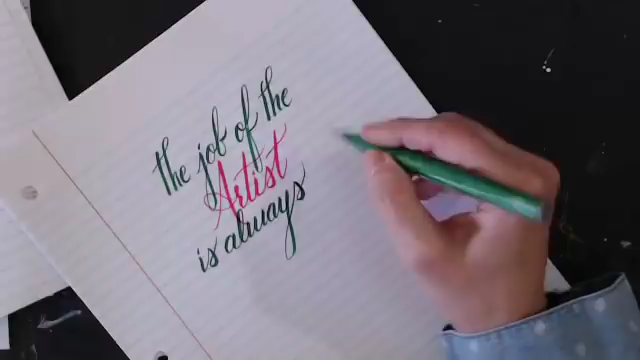 the job of the
Artist
is always